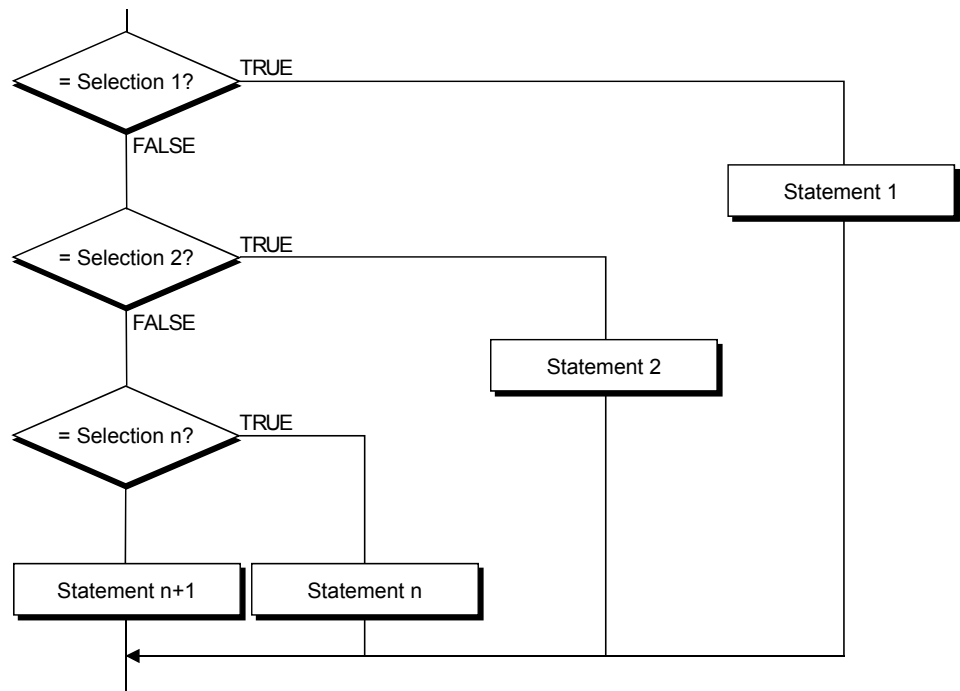 = Selection 1?
TRUE
FALSE
Statement 1
= Selection 2?
TRUE
FALSE
Statement 2
= Selection n?
TRUE
Statement n+1
Statement n